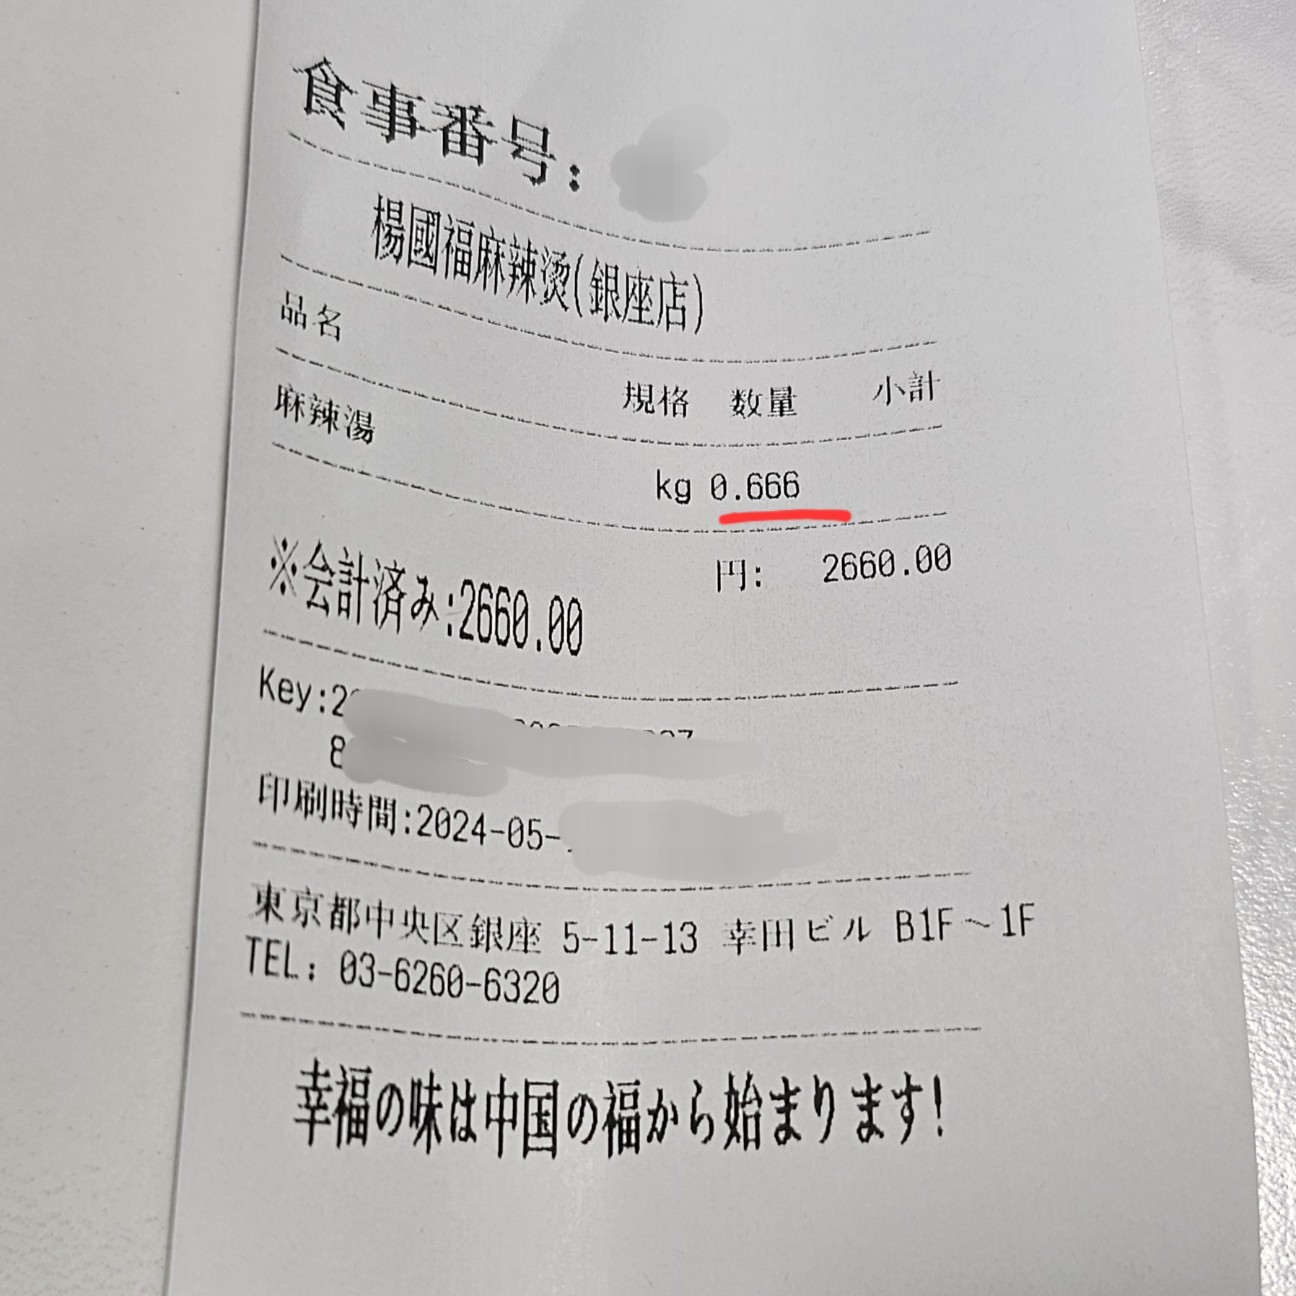 食事番号:
楊國福麻辣烫(銀座店)
品名 規格 数量 小計
麻辣湯
kg 0.666
円: 2660.00
※会計済み:2660.00
Key:2
8
印刷時間:2024-05-
東京都中央区銀座 5-11-13 幸田ビル B1F~1F
TEL: 03-6260-6320
幸福の味は中国の福から始まります!